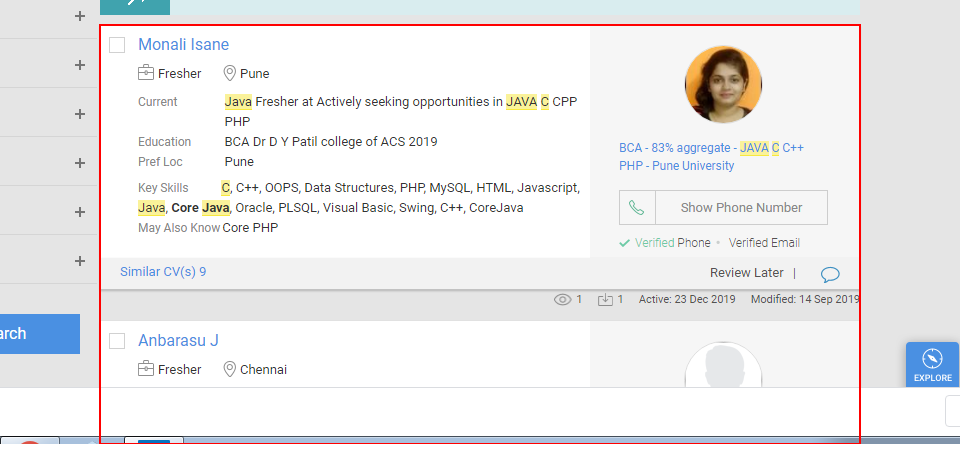 Monali Isane
Fresher Pune
Current Java Fresher at Actively seeking opportunities in JAVA C CPP
PHP
Education BCA Dr D Y Patil college of ACS 2019
Pref Loc Pune
Key Skills C, C++, OOPS, Data Structures, PHP, MySQL, HTML, Javascript,
Java, Core Java, Oracle, PLSQL, Visual Basic, Swing, C++, CoreJava
May Also Know Core PHP
BCA - 83% aggregate - JAVA C C++
PHP - Pune University
Show Phone Number
Verified Phone • Verified Email
Similar CV(s) 9
Review Later |
1 1 Active: 23 Dec 2019 Modified: 14 Sep 2019
arch
Anbarasu J
Fresher Chennai
EXPLORE